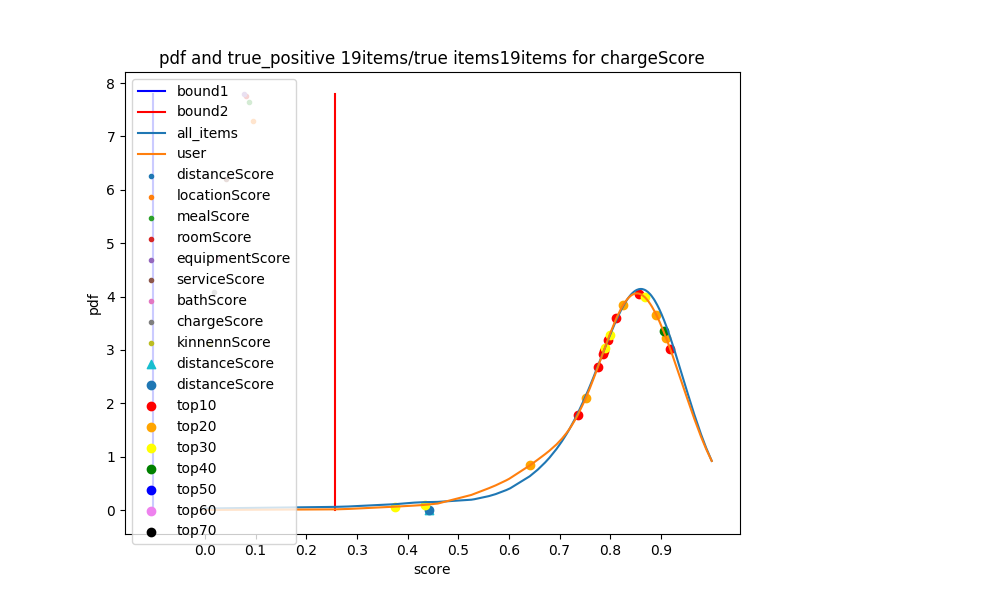 pdf and true_positive 19items/true items19items for chargeScore
8
7
6
5
4
3
2
1
0
pdf
bound1
bound2
all_items
user
distanceScore
locationScore
mealScore
roomScore
equipmentScore
serviceScore
bathScore
chargeScore
kinnennScore
distanceScore
distanceScore
top10
top20
top30
top40
top50
top60
top70
0.0 0.1 0.2 0.3 0.4 0.5 0.6 0.7 0.8 0.9
score